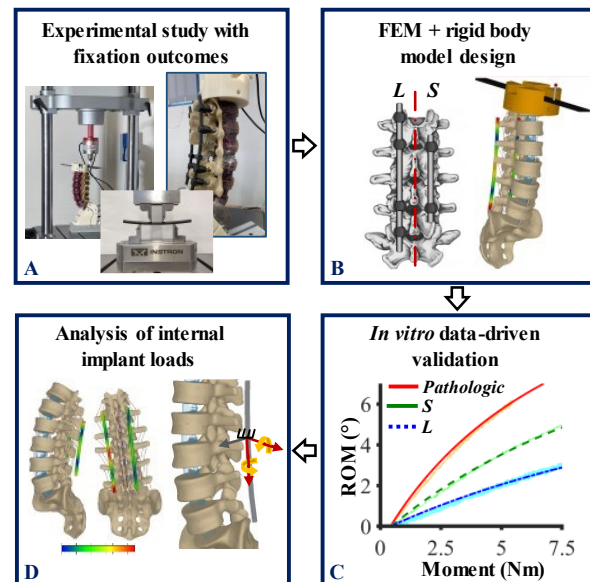 Experimental study with
fixation outcomes
INSTRON
A
FEM + rigid body
model design
L S
B
Analysis of internal
implant loads
D
In vitro data-driven
validation
Pathologic
S
L
6
4
2
0
ROM (°)
0 2.5 5 7.5
Moment (Nm)
C